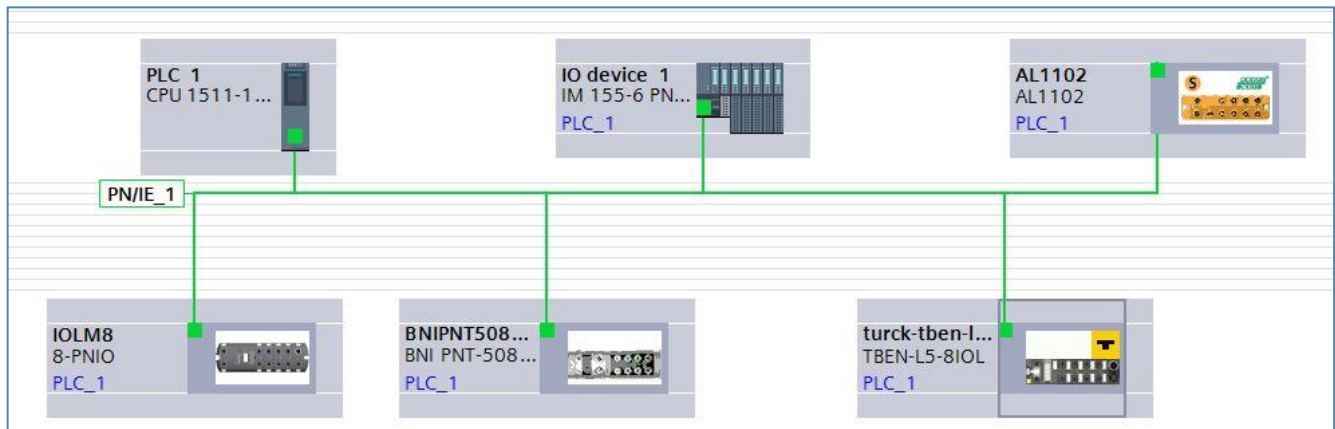 PLC_1
CPU 1511-1...
IO device_1
IM 155-6 PN...
PLC_1
AL1102
AL1102
PLC_1
PN/IE_1
IOLM8
8-PNIO
PLC_1
BNIPNT508...
BNI PNT-508...
PLC_1
turck-tben-l...
TBEN-L5-8IOL
PLC_1